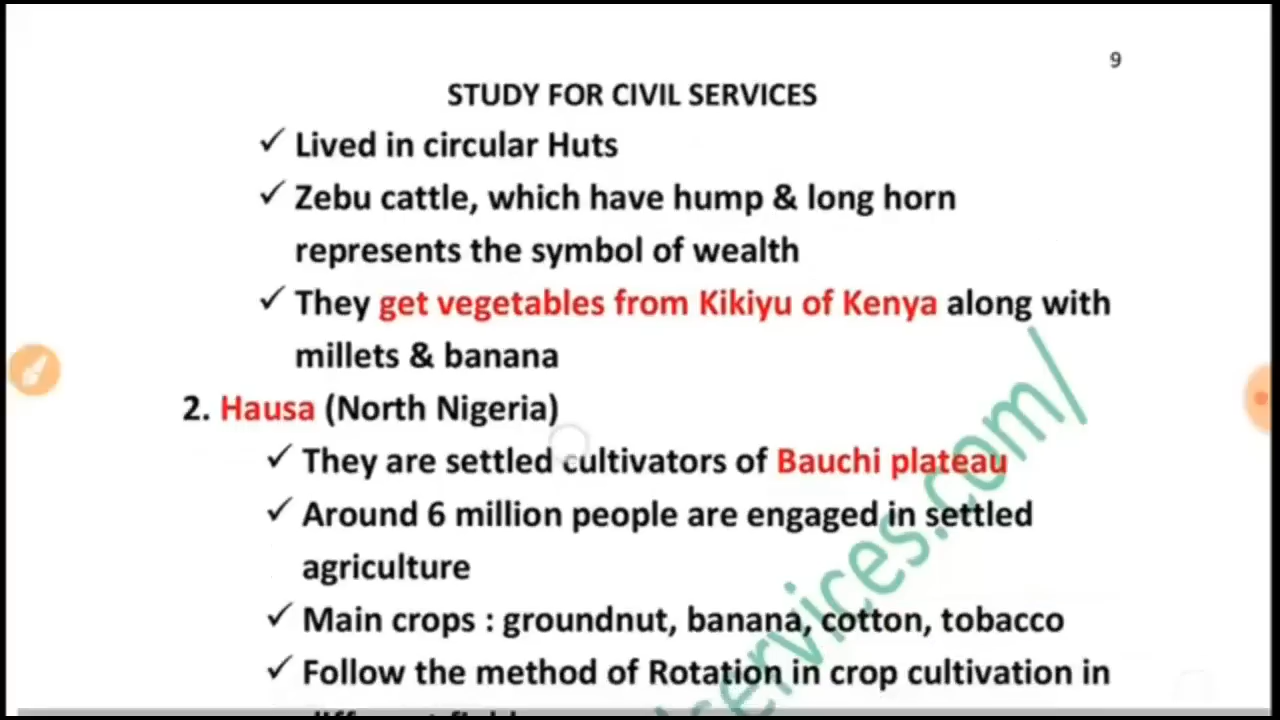 9
STUDY FOR CIVIL SERVICES
✓ Lived in circular Huts
✓ Zebu cattle, which have hump & long horn
represents the symbol of wealth
✓ They get vegetables from Kikiyu of Kenya along with
millets & banana
2. Hausa (North Nigeria)
✓ They are settled cultivators of Bauchi plateau
✓ Around 6 million people are engaged in settled
agriculture
✓ Main crops : groundnut, banana, cotton, tobacco
✓ Follow the method of Rotation in crop cultivation in
lservices.com/